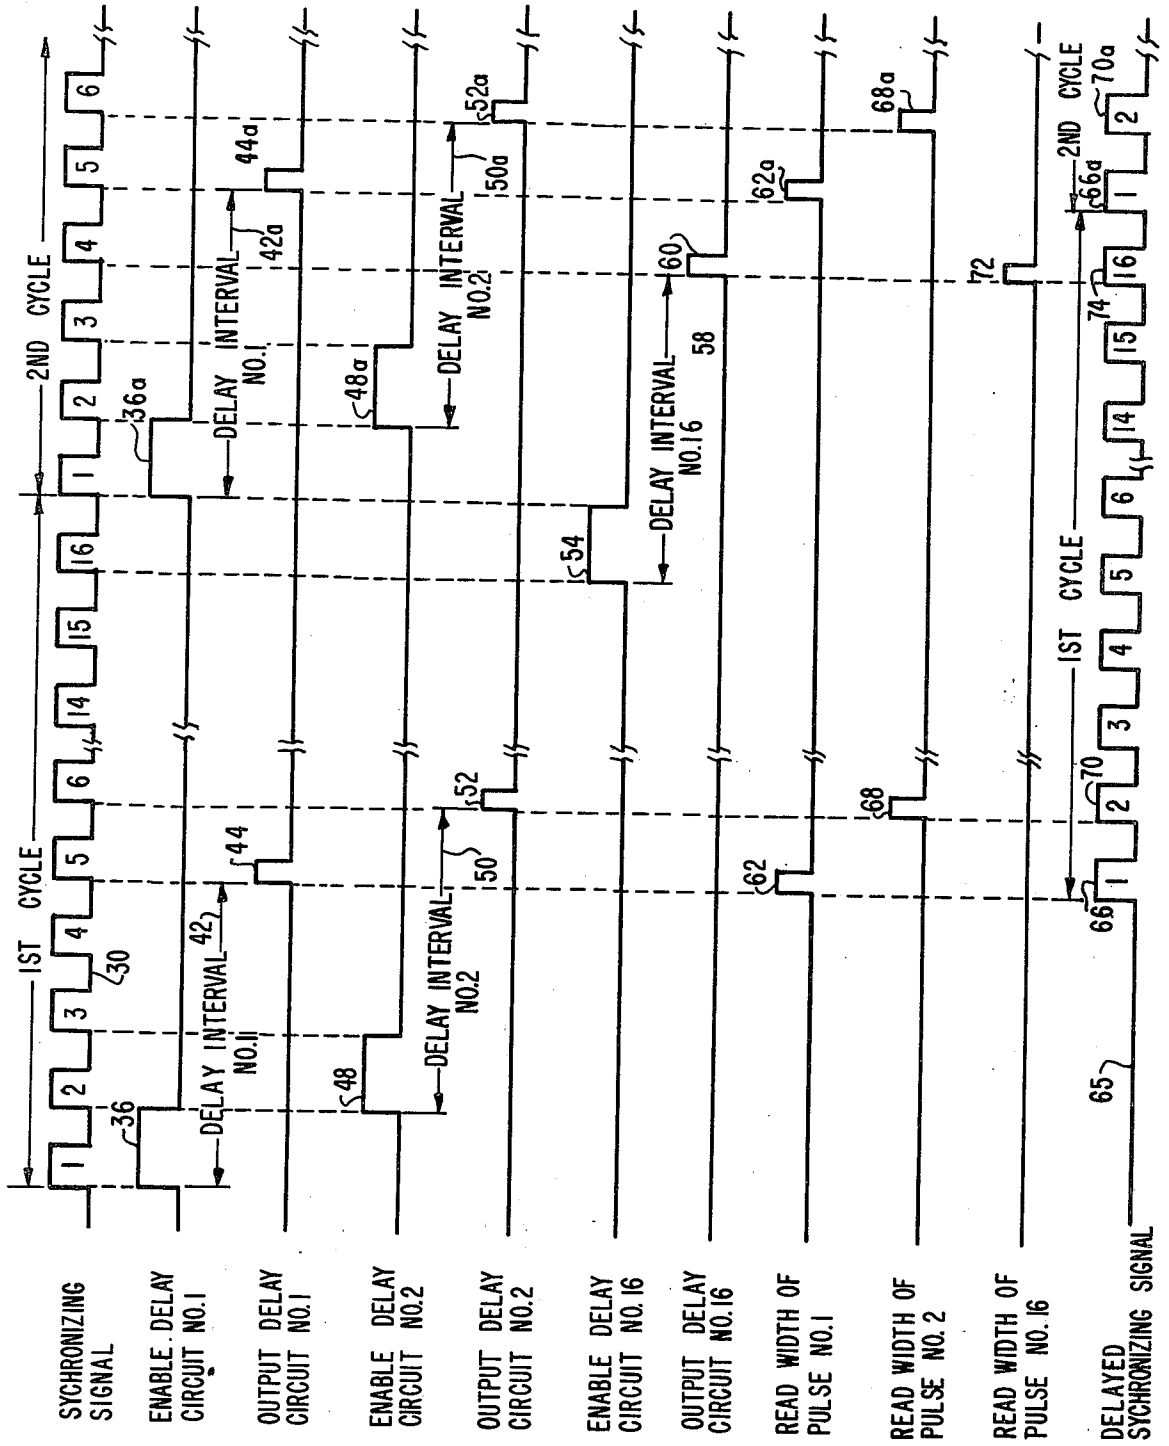 1ST CYCLE
2ND CYCLE
SYCHRONIZING
SIGNAL
1 2 3 4 5 6 14 15 16 1 2 3 4 5 6
30
ENABLE DELAY
CIRCUIT NO.1
36
36a
DELAY INTERVAL
NO.1
42
DELAY INTERVAL
NO.1
42a
OUTPUT DELAY
CIRCUIT NO.1
44
44a
ENABLE DELAY
CIRCUIT NO.2
48
48a
DELAY INTERVAL
NO.2
50
DELAY INTERVAL
NO.2
50a
OUTPUT DELAY
CIRCUIT NO.2
52
52a
ENABLE DELAY
CIRCUIT NO.16
54
DELAY INTERVAL
NO.16
58
OUTPUT DELAY
CIRCUIT NO.16
60
READ WIDTH OF
PULSE NO.1
62
62a
READ WIDTH OF
PULSE NO.2
68
68a
READ WIDTH OF
PULSE NO.16
72
1ST CYCLE
2ND CYCLE
DELAYED
SYCHRONIZING SIGNAL
65
66
70
74
66a
70a
1 2 3 4 5 6 14 15 16 1 2